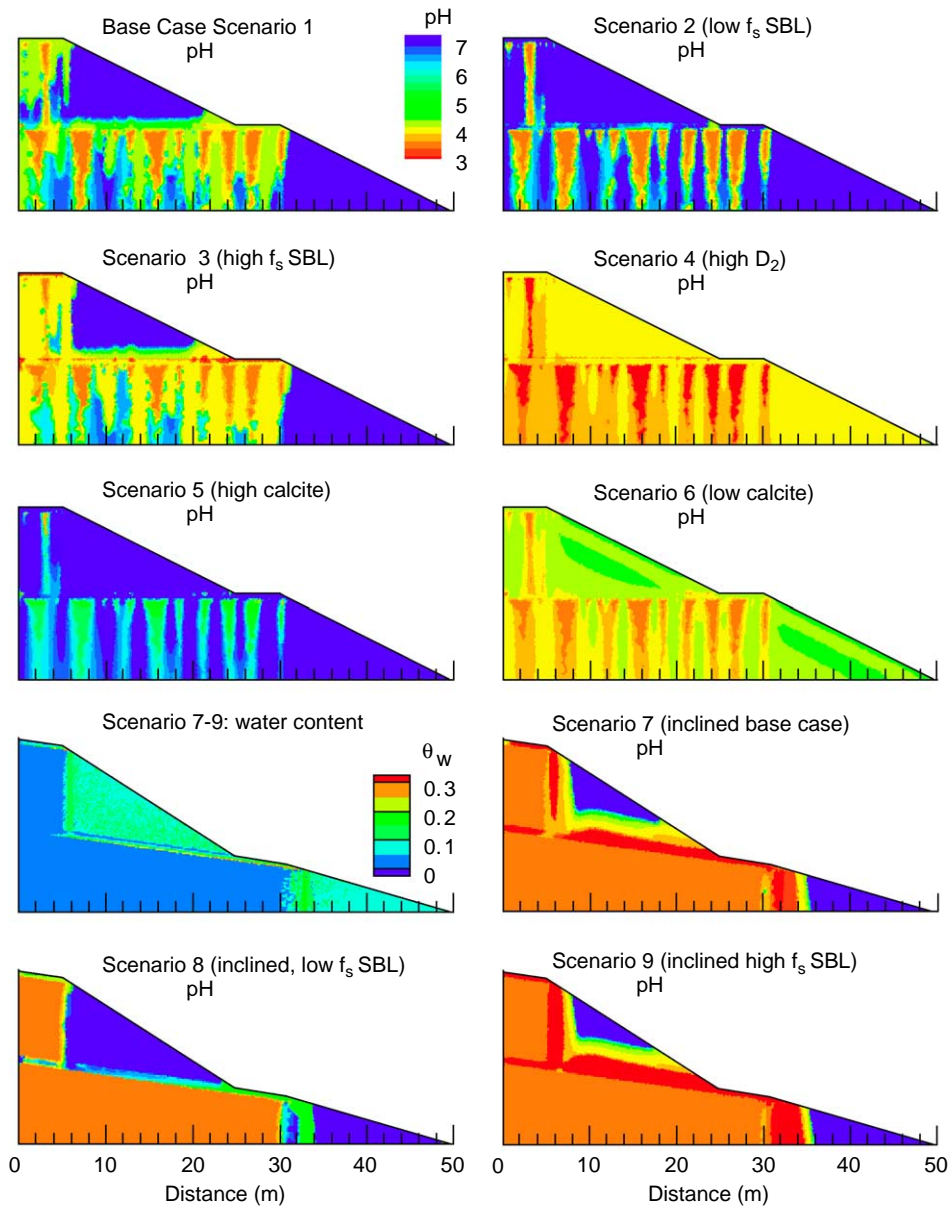 Base Case Scenario 1
pH
pH
7
6
5
4
3
Scenario 2 (low fs SBL)
pH
Scenario 3 (high fs SBL)
pH
Scenario 4 (high D2)
pH
Scenario 5 (high calcite)
pH
Scenario 6 (low calcite)
pH
Scenario 7-9: water content
θw
0.3
0.2
0.1
0
Scenario 7 (inclined base case)
pH
Scenario 8 (inclined, low fs SBL)
pH
Scenario 9 (inclined high fs SBL)
pH
0 10 20 30 40 50
Distance (m)
0 10 20 30 40 50
Distance (m)